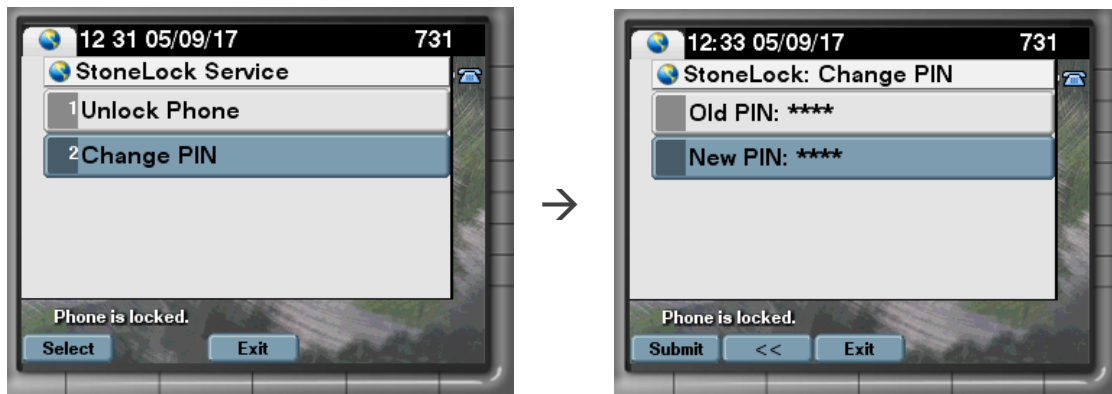 12 31 05/09/17 731
StoneLock Service
1 Unlock Phone
2 Change PIN
Phone is locked.
Select Exit
→
12:33 05/09/17 731
StoneLock: Change PIN
Old PIN: ****
New PIN: ****
Phone is locked.
Submit << Exit